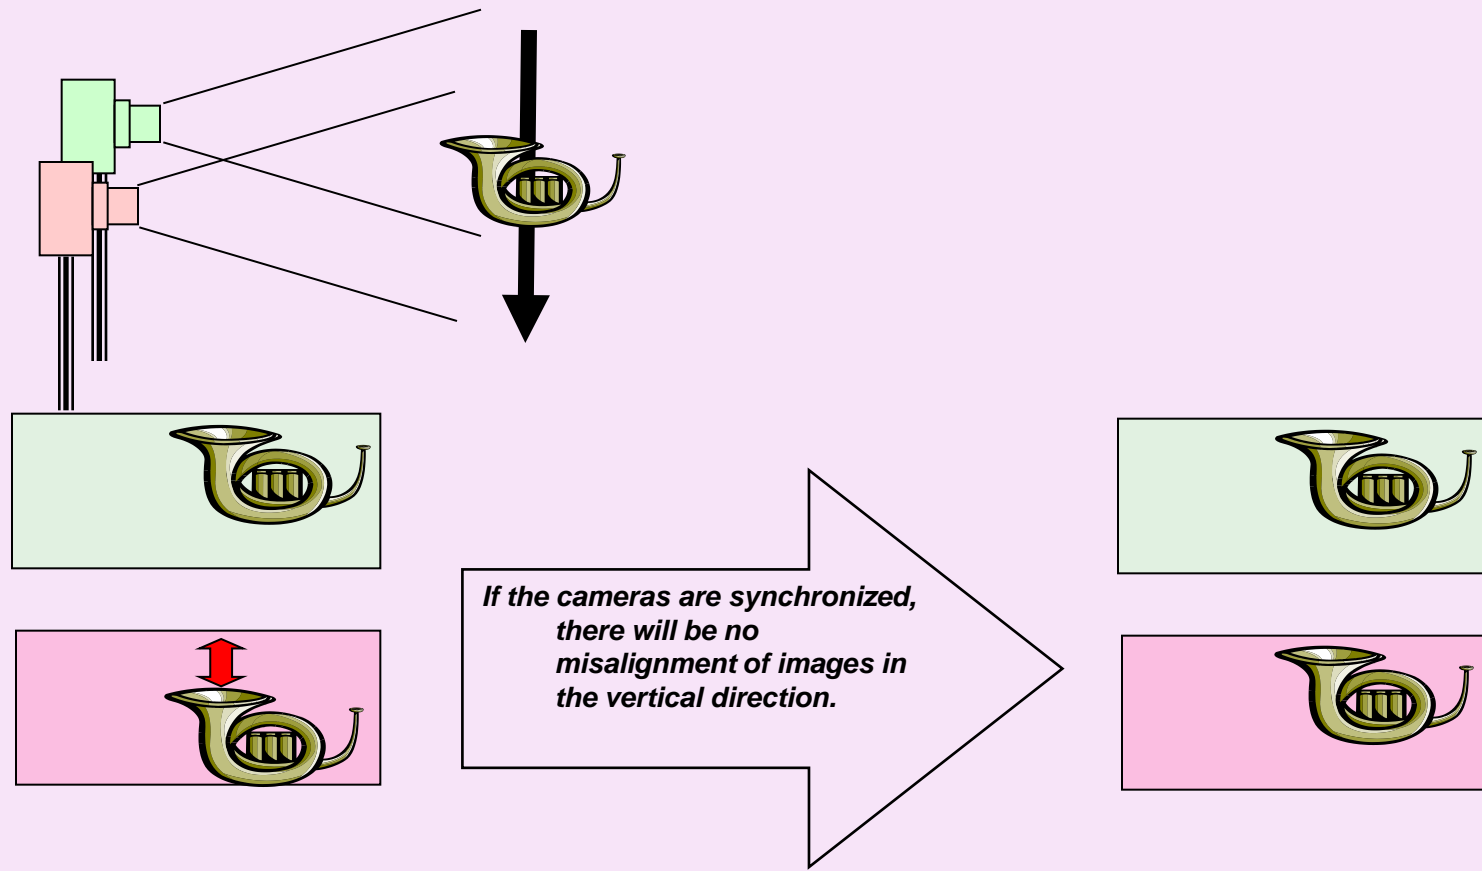 If the cameras are synchronized,
there will be no
misalignment of images in
the vertical direction.